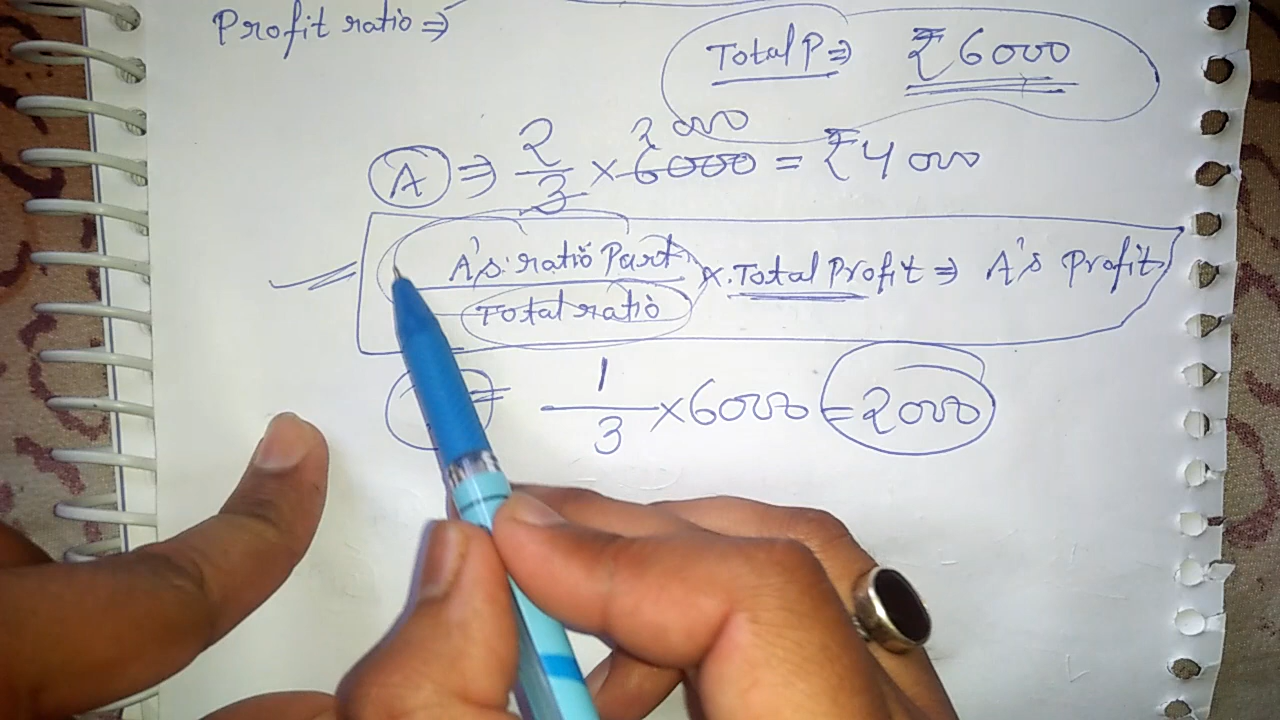 Profit ratio ⇒
Total P ⇒ ₹6000
2000
A ⇒ 2/3 × 6000 = ₹4000
A's ratio Part / Total ratio × Total Profit ⇒ A's Profit
= 1/3 × 6000 = 2000